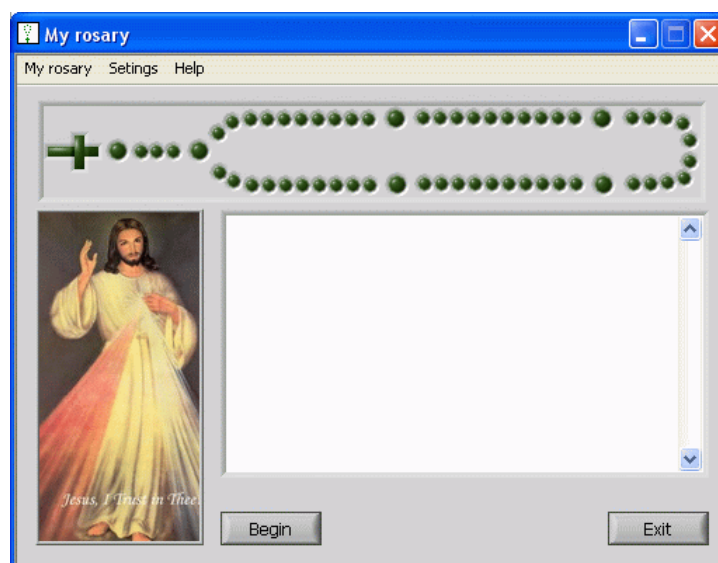 My rosary
My rosary Setings Help
Jesus, I Trust in Thee.
Begin
Exit